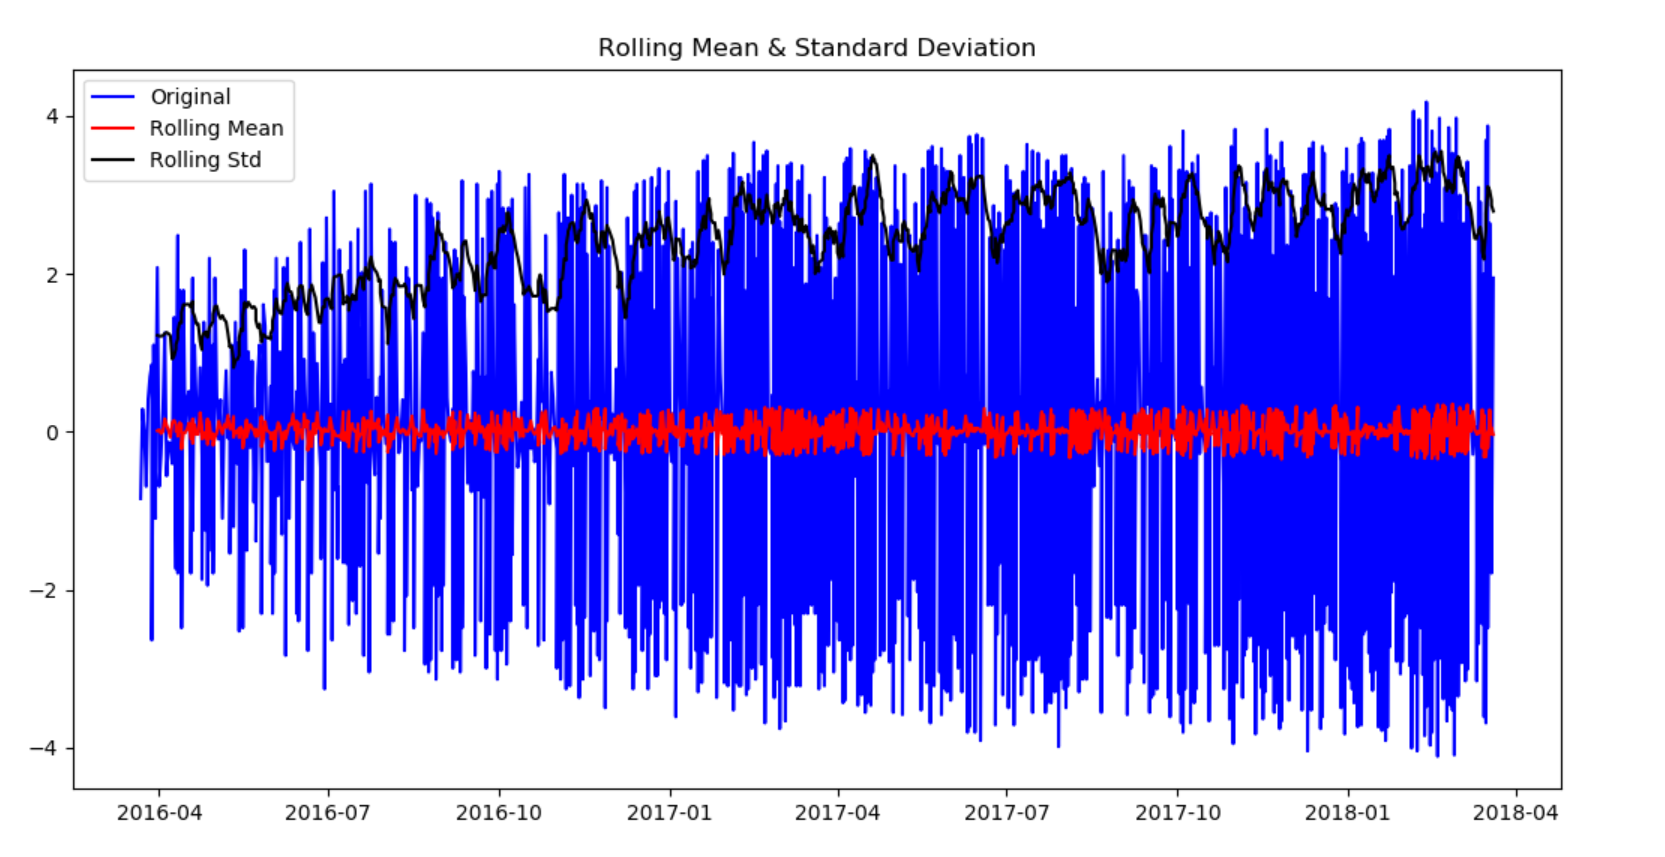 Rolling Mean & Standard Deviation
Original
Rolling Mean
Rolling Std
4
2
0
−2
−4
2016-04 2016-07 2016-10 2017-01 2017-04 2017-07 2017-10 2018-01 2018-04